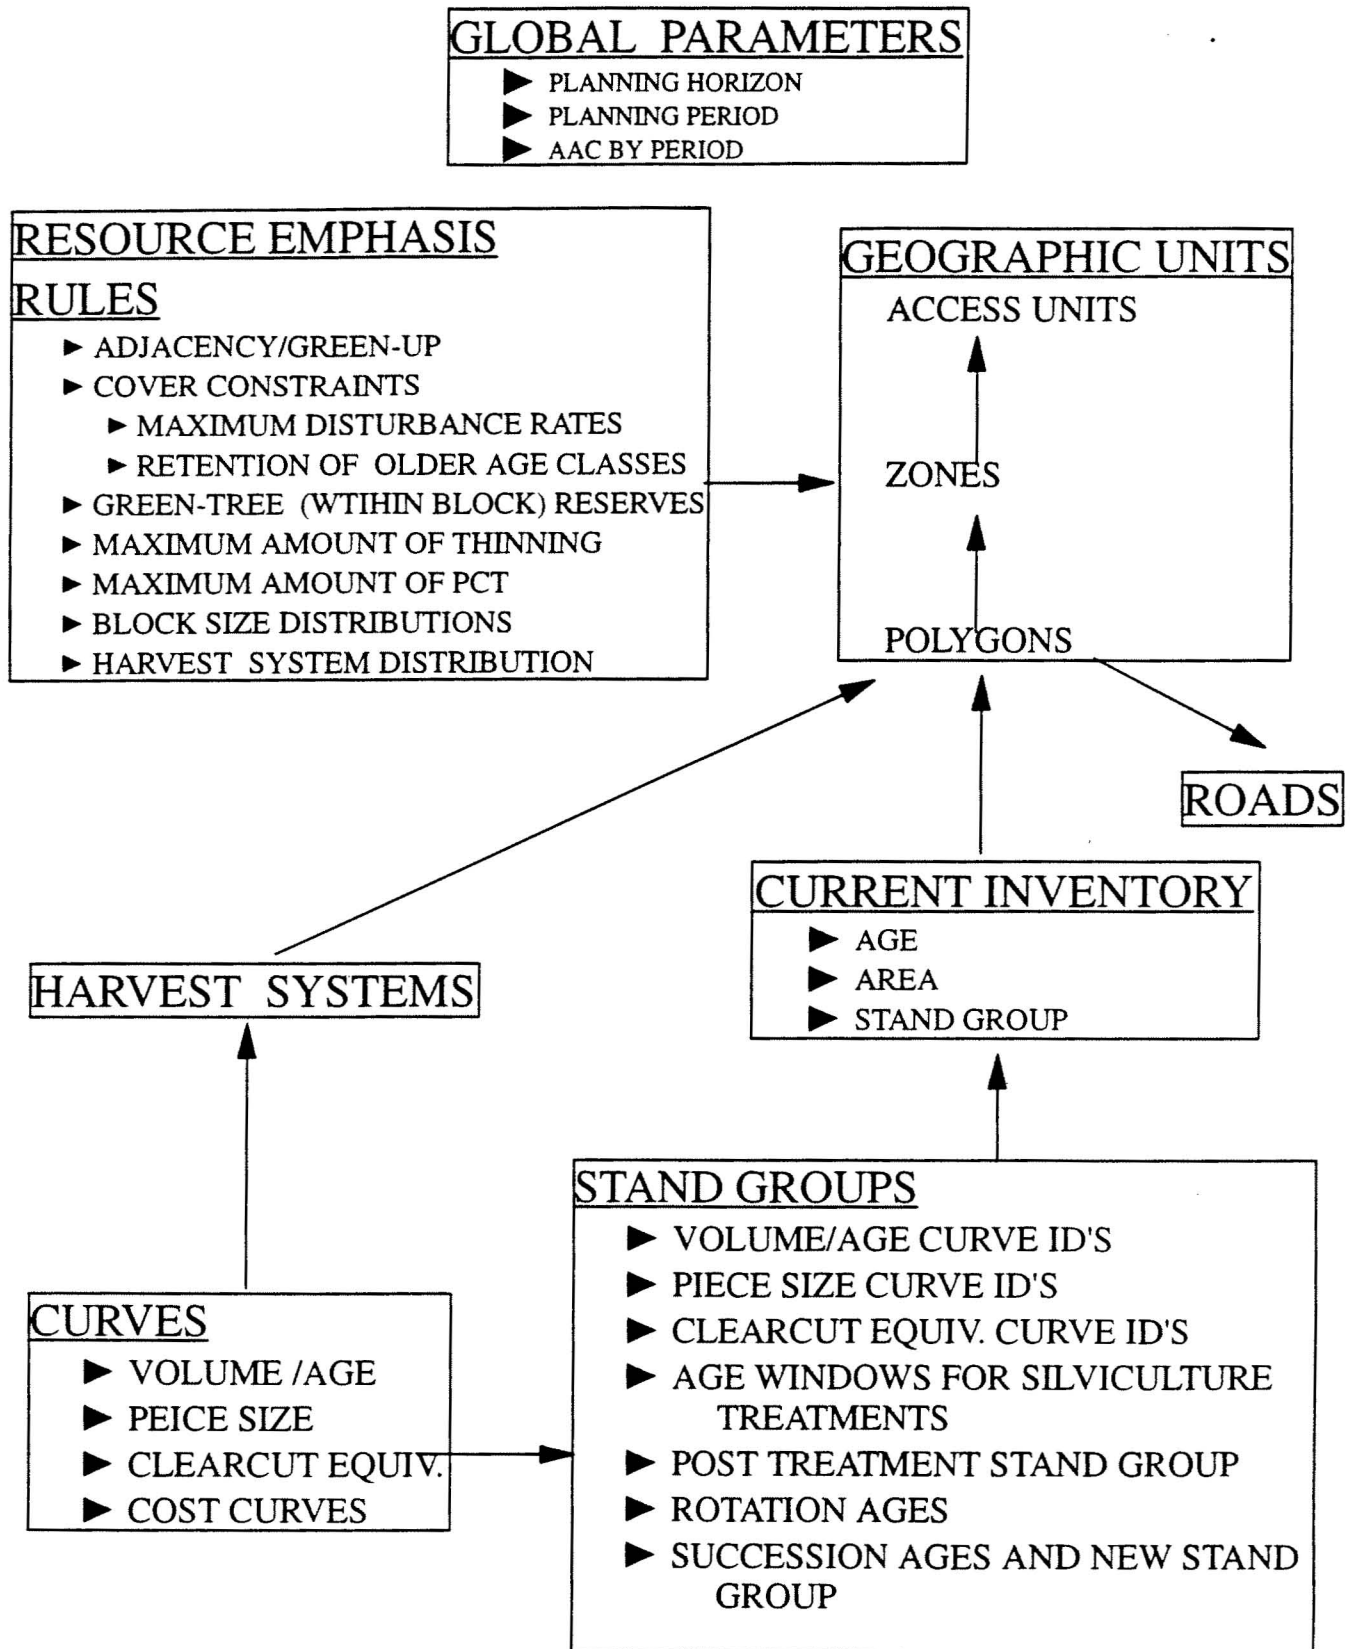 GLOBAL PARAMETERS
► PLANNING HORIZON
► PLANNING PERIOD
► AAC BY PERIOD
RESOURCE EMPHASIS
RULES
► ADJACENCY/GREEN-UP
► COVER CONSTRAINTS
► MAXIMUM DISTURBANCE RATES
► RETENTION OF OLDER AGE CLASSES
► GREEN-TREE (WTIHIN BLOCK) RESERVES
► MAXIMUM AMOUNT OF THINNING
► MAXIMUM AMOUNT OF PCT
► BLOCK SIZE DISTRIBUTIONS
► HARVEST SYSTEM DISTRIBUTION
GEOGRAPHIC UNITS
ACCESS UNITS
ZONES
POLYGONS
ROADS
CURRENT INVENTORY
► AGE
► AREA
► STAND GROUP
HARVEST SYSTEMS
STAND GROUPS
► VOLUME/AGE CURVE ID'S
► PIECE SIZE CURVE ID'S
► CLEARCUT EQUIV. CURVE ID'S
► AGE WINDOWS FOR SILVICULTURE
TREATMENTS
► POST TREATMENT STAND GROUP
► ROTATION AGES
► SUCCESSION AGES AND NEW STAND
GROUP
CURVES
► VOLUME /AGE
► PEICE SIZE
► CLEARCUT EQUIV.
► COST CURVES